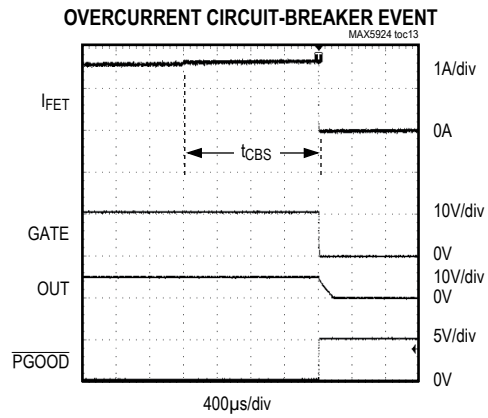 OVERCURRENT CIRCUIT-BREAKER EVENT
MAX5924 toc13
T
1A/div
IFET
0A
tCBS
10V/div
GATE
0V
10V/div
OUT
0V
5V/div
PGOOD
0V
400µs/div